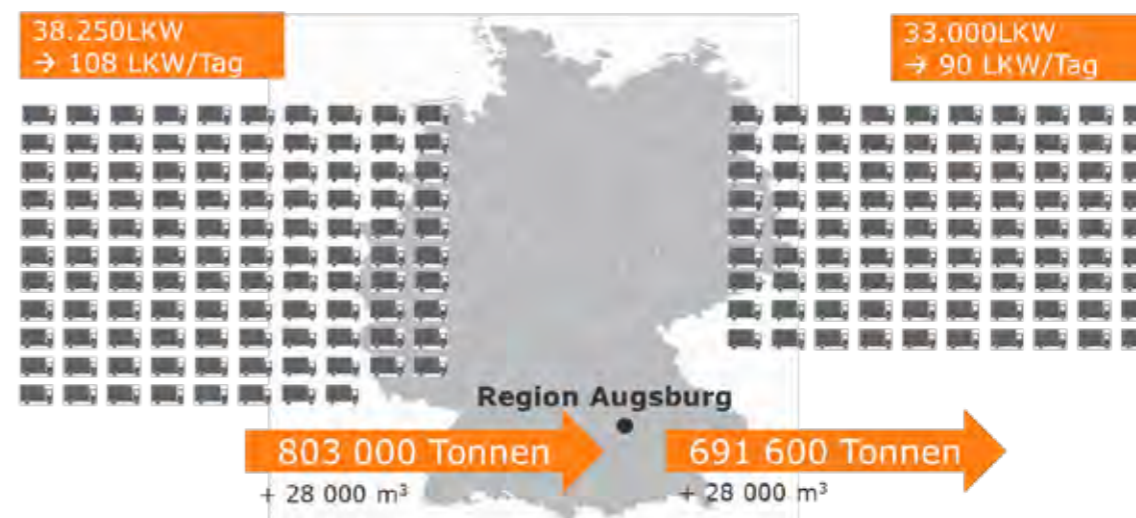 38.250LKW
→ 108 LKW/Tag
33.000LKW
→ 90 LKW/Tag
Region Augsburg
803 000 Tonnen
691 600 Tonnen
+ 28 000 m³
+ 28 000 m³